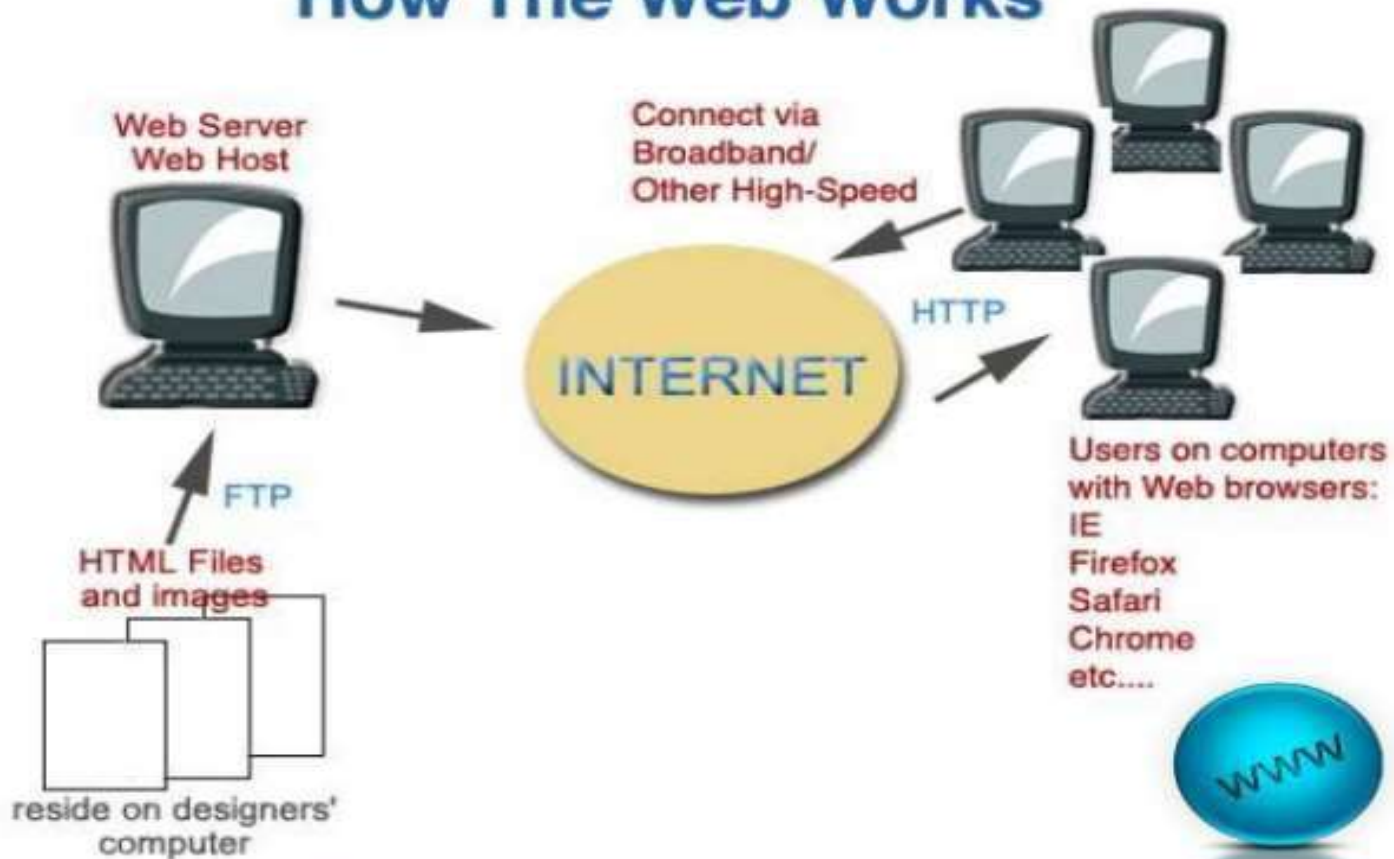 How The Web Works
Web Server
Web Host
Connect via
Broadband/
Other High-Speed
INTERNET
HTTP
FTP
HTML Files
and images
reside on designers'
computer
Users on computers
with Web browsers:
IE
Firefox
Safari
Chrome
etc....
WWW